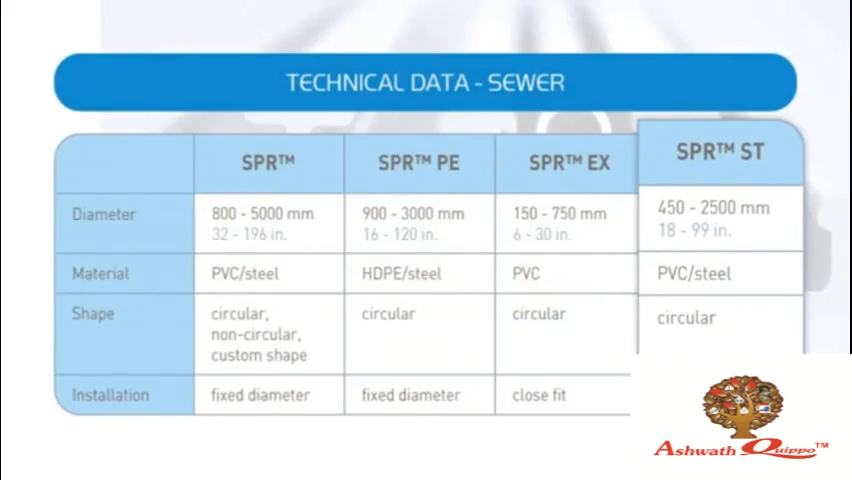 TECHNICAL DATA - SEWER
SPR™ SPR™ PE SPR™ EX SPR™ ST
Diameter 800 - 5000 mm 900 - 3000 mm 150 - 750 mm 450 - 2500 mm
32 - 196 in. 16 - 120 in. 6 - 30 in. 18 - 99 in.
Material PVC/steel HDPE/steel PVC PVC/steel
Shape circular, circular circular circular
non-circular,
custom shape
Installation fixed diameter fixed diameter close fit
Ashwath Quippo™